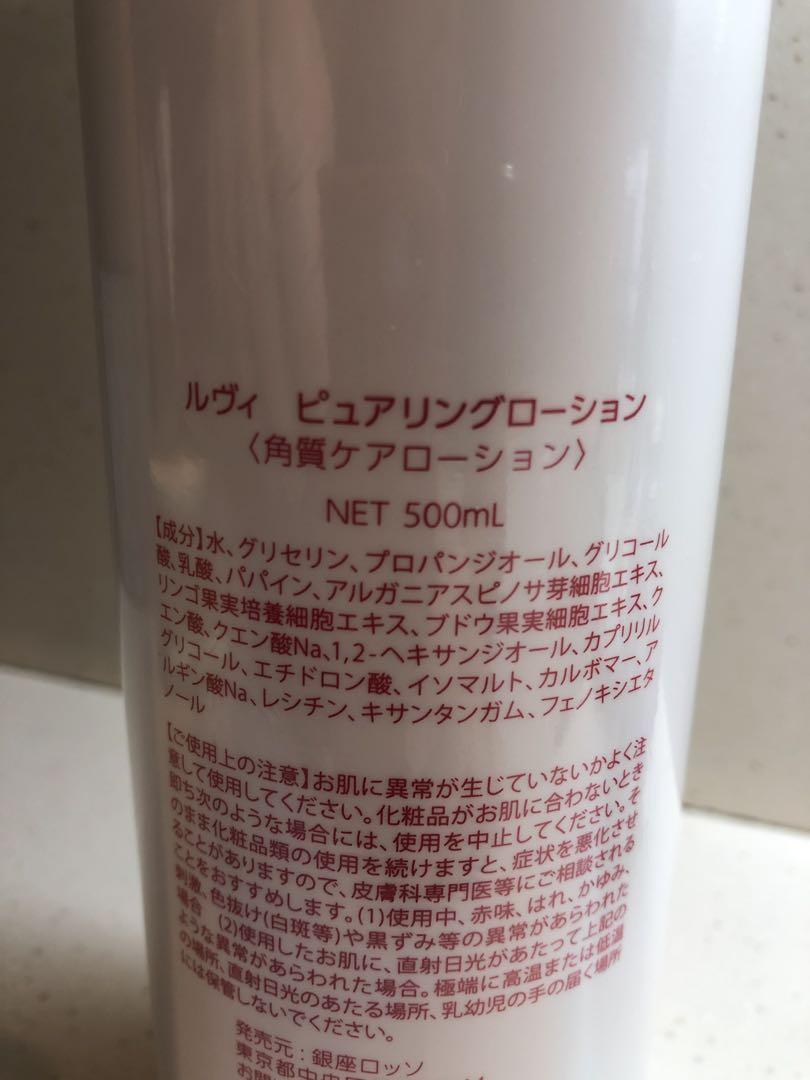 ルヴィ　ピュアリングローション
〈角質ケアローション〉
NET 500mL
【成分】水、グリセリン、プロパンジオール、グリコール
酸、乳酸、パパイン、アルガニアスピノサ芽細胞エキス、
リンゴ果実培養細胞エキス、ブドウ果実細胞エキス、ク
エン酸、クエン酸Na、1,2-ヘキサンジオール、カプリリル
グリコール、エチドロン酸、イソマルト、カルボマー、ア
ルギン酸Na、レシチン、キサンタンガム、フェノキシエタ
ノール
【ご使用上の注意】お肌に異常が生じていないかよく注
意して使用してください。化粧品がお肌に合わないとき
即ち次のような場合には、使用を中止してください。そ
のまま化粧品類の使用を続けますと、症状を悪化させ
ることがありますので、皮膚科専門医等にご相談される
ことをおすすめします。(1)使用中、赤味、はれ、かゆみ、
刺激、色抜け(白斑等)や黒ずみ等の異常があらわれた
場合　(2)使用したお肌に、直射日光があたって上記の
ような異常があらわれた場合。極端に高温または低温
の場所、直射日光のあたる場所、乳幼児の手の届く場所
には保管しないでください。
発売元：銀座ロッソ
東京都中央